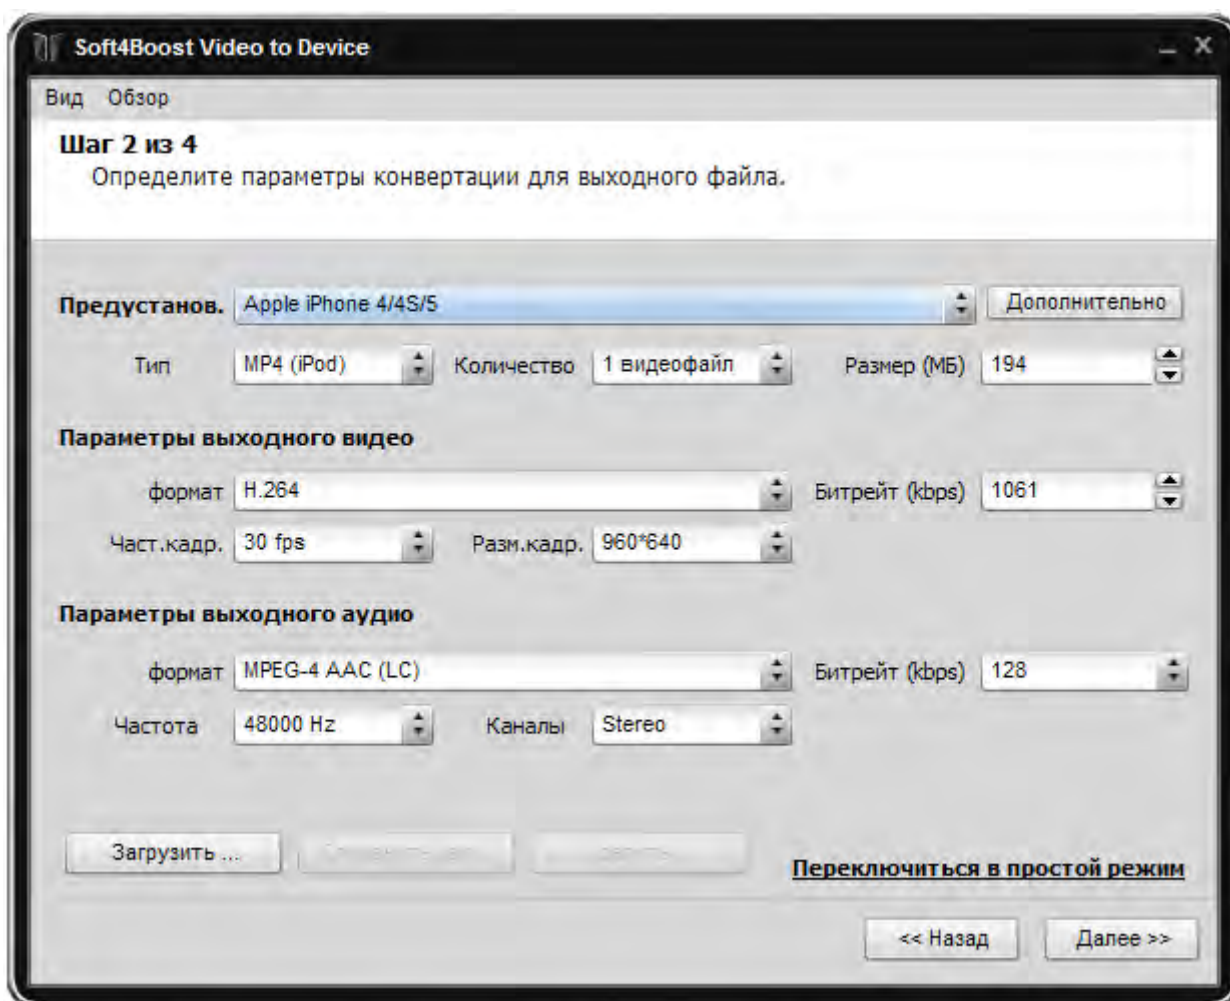 Soft4Boost Video to Device
Вид Обзор
Шаг 2 из 4
Определите параметры конвертации для выходного файла.
Предустанов. Apple iPhone 4/4S/5 Дополнительно
Тип MP4 (iPod) Количество 1 видеофайл Размер (МБ) 194
Параметры выходного видео
формат H.264 Битрейт (kbps) 1061
Част.кадр. 30 fps Разм.кадр. 960*640
Параметры выходного аудио
формат MPEG-4 AAC (LC) Битрейт (kbps) 128
Частота 48000 Hz Каналы Stereo
Загрузить ...
Переключиться в простой режим
<< Назад Далее >>